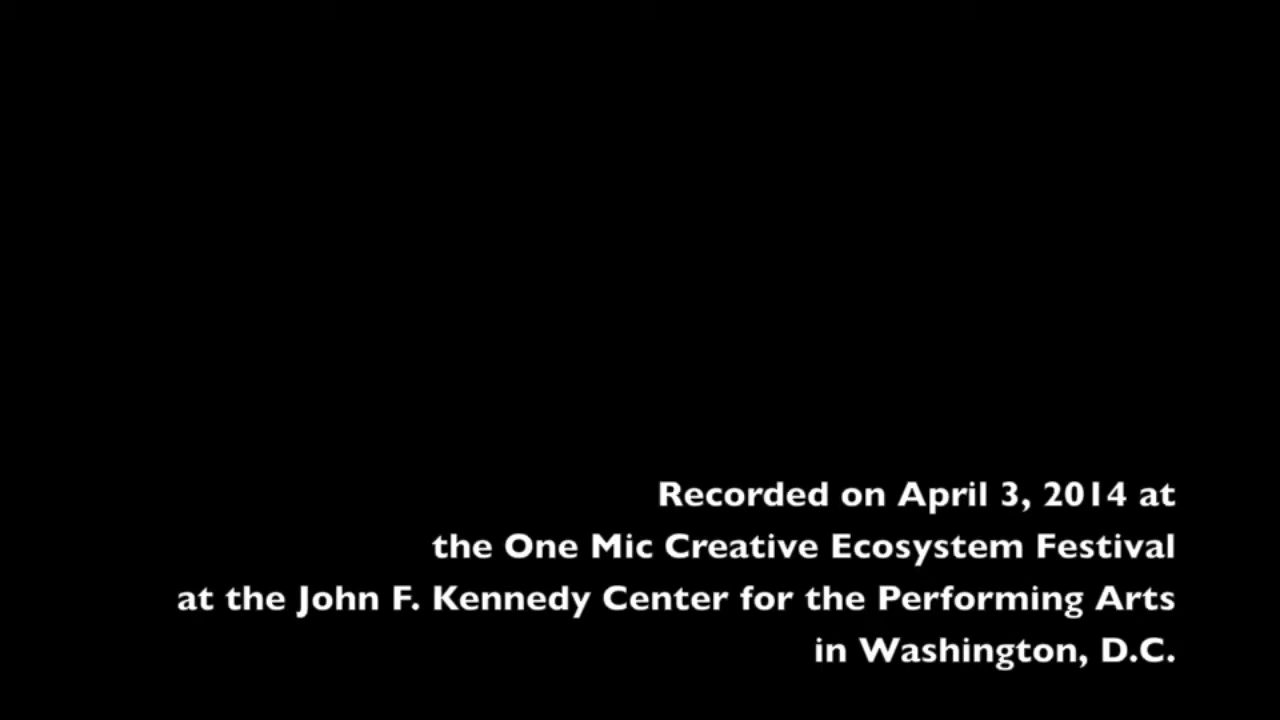 Recorded on April 3, 2014 at
the One Mic Creative Ecosystem Festival
at the John F. Kennedy Center for the Performing Arts
in Washington, D.C.